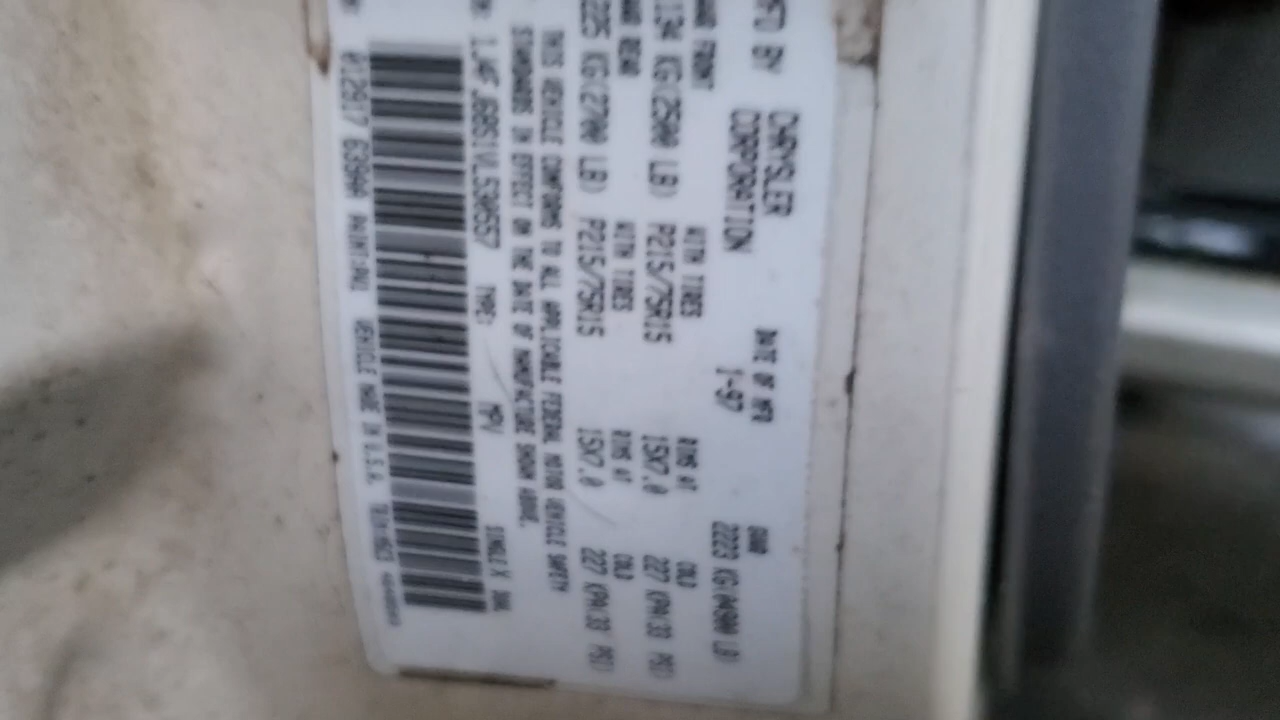 MFD BY CHRYSLER CORPORATION DATE OF MFR 1-97 GVWR 2223 KG(04900 LB)
GAWR FRONT WITH TIRES RIMS AT COLD
1134 KG(2500 LB) P215/75R15 15X7.0 227 KPA(33 PSI)
GAWR REAR WITH TIRES RIMS AT COLD
1225 KG(2700 LB) P215/75R15 15X7.0 227 KPA(33 PSI)
THIS VEHICLE CONFORMS TO ALL APPLICABLE FEDERAL MOTOR VEHICLE SAFETY
STANDARDS IN EFFECT ON THE DATE OF MANUFACTURE SHOWN ABOVE.
TYPE: MPV SINGLE X DUAL
PAINT: VEHICLE MADE IN U.S.A.